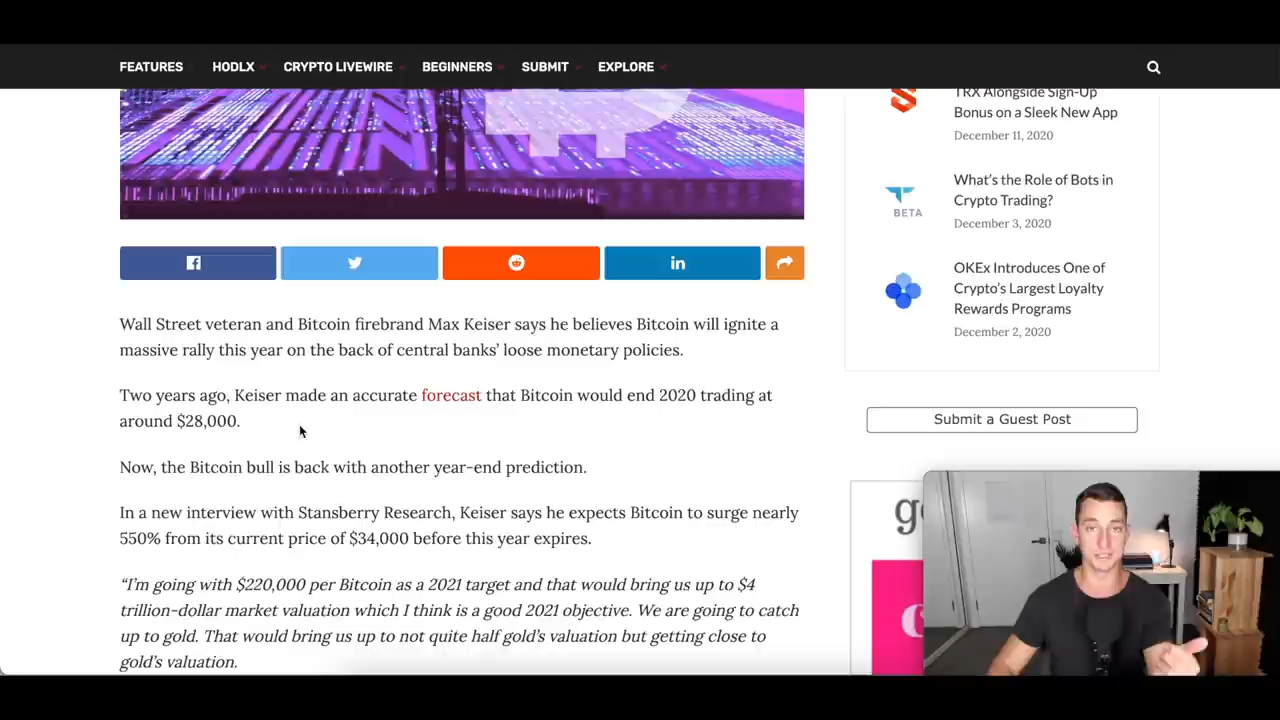 FEATURES HODLX CRYPTO LIVEWIRE BEGINNERS SUBMIT EXPLORE
TRX Alongside Sign-Up
Bonus on a Sleek New App
December 11, 2020
What’s the Role of Bots in
Crypto Trading?
December 3, 2020
BETA
OKEx Introduces One of
Crypto’s Largest Loyalty
Rewards Programs
December 2, 2020
Submit a Guest Post
Wall Street veteran and Bitcoin firebrand Max Keiser says he believes Bitcoin will ignite a
massive rally this year on the back of central banks’ loose monetary policies.
Two years ago, Keiser made an accurate forecast that Bitcoin would end 2020 trading at
around $28,000.
Now, the Bitcoin bull is back with another year-end prediction.
In a new interview with Stansberry Research, Keiser says he expects Bitcoin to surge nearly
550% from its current price of $34,000 before this year expires.
“I’m going with $220,000 per Bitcoin as a 2021 target and that would bring us up to $4
trillion-dollar market valuation which I think is a good 2021 objective. We are going to catch
up to gold. That would bring us up to not quite half gold’s valuation but getting close to
gold’s valuation.